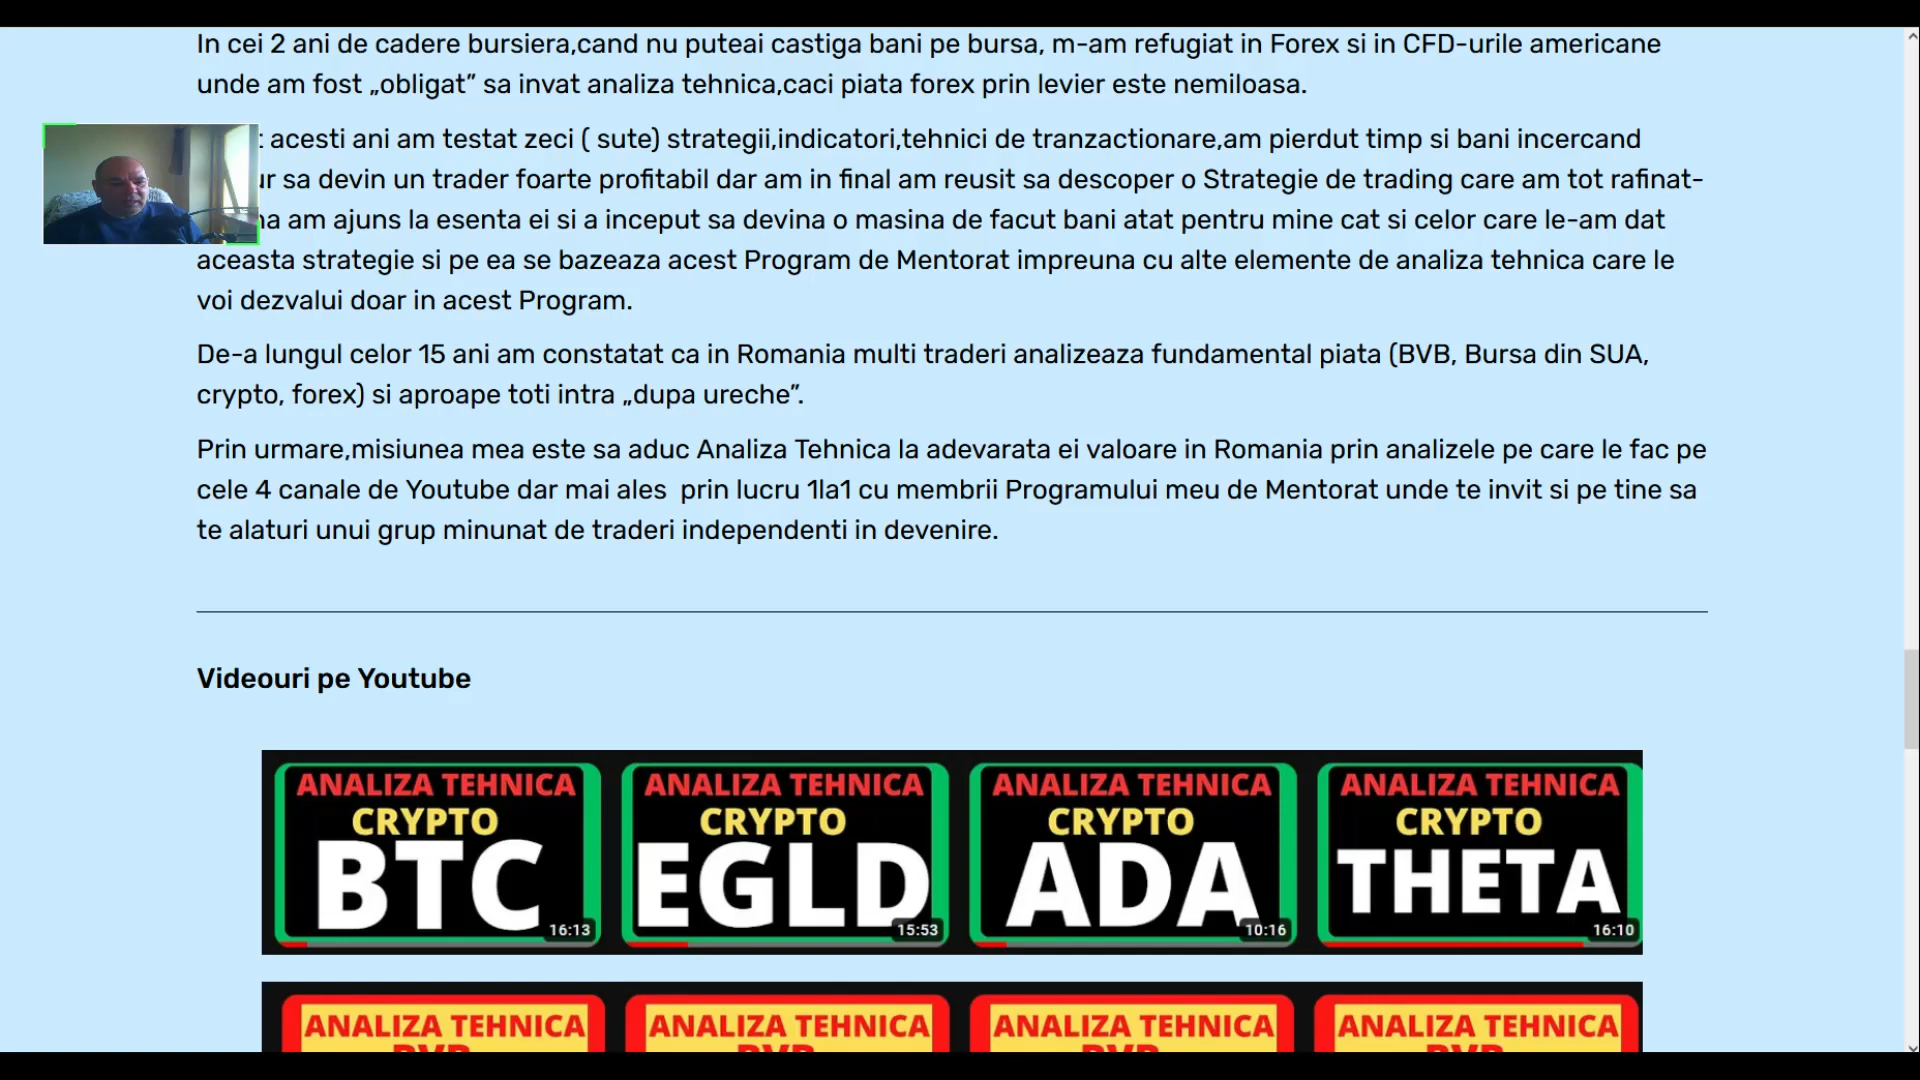 In cei 2 ani de cadere bursiera,cand nu puteai castiga bani pe bursa, m-am refugiat in Forex si in CFD-urile americane
unde am fost „obligat” sa invat analiza tehnica,caci piata forex prin levier este nemiloasa.
acesti ani am testat zeci ( sute) strategii,indicatori,tehnici de tranzactionare,am pierdut timp si bani incercand
sa devin un trader foarte profitabil dar am in final am reusit sa descoper o Strategie de trading care am tot rafinat-
am ajuns la esenta ei si a inceput sa devina o masina de facut bani atat pentru mine cat si celor care le-am dat
aceasta strategie si pe ea se bazeaza acest Program de Mentorat impreuna cu alte elemente de analiza tehnica care le
voi dezvalui doar in acest Program.
De-a lungul celor 15 ani am constatat ca in Romania multi traderi analizeaza fundamental piata (BVB, Bursa din SUA,
crypto, forex) si aproape toti intra „dupa ureche”.
Prin urmare,misiunea mea este sa aduc Analiza Tehnica la adevarata ei valoare in Romania prin analizele pe care le fac pe
cele 4 canale de Youtube dar mai ales  prin lucru 1la1 cu membrii Programului meu de Mentorat unde te invit si pe tine sa
te alaturi unui grup minunat de traderi independenti in devenire.
Videouri pe Youtube
ANALIZA TEHNICA
CRYPTO
BTC
16:13
ANALIZA TEHNICA
CRYPTO
EGLD
15:53
ANALIZA TEHNICA
CRYPTO
ADA
10:16
ANALIZA TEHNICA
CRYPTO
THETA
16:10
ANALIZA TEHNICA
BVB
ANALIZA TEHNICA
BVB
ANALIZA TEHNICA
BVB
ANALIZA TEHNICA
BVB